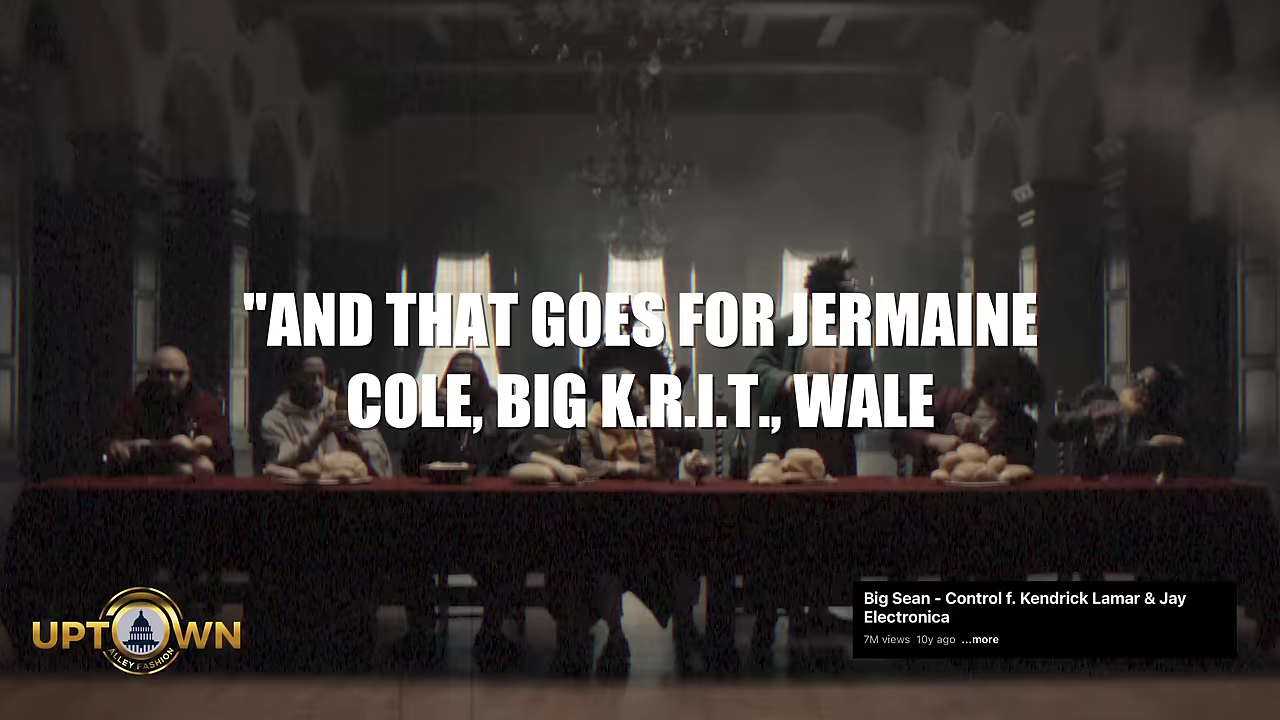 "AND THAT GOES FOR JERMAINE
COLE, BIG K.R.I.T., WALE
UPTOWN
ALLEY FASHION
Big Sean - Control f. Kendrick Lamar & Jay
Electronica
7M views 10y ago ...more